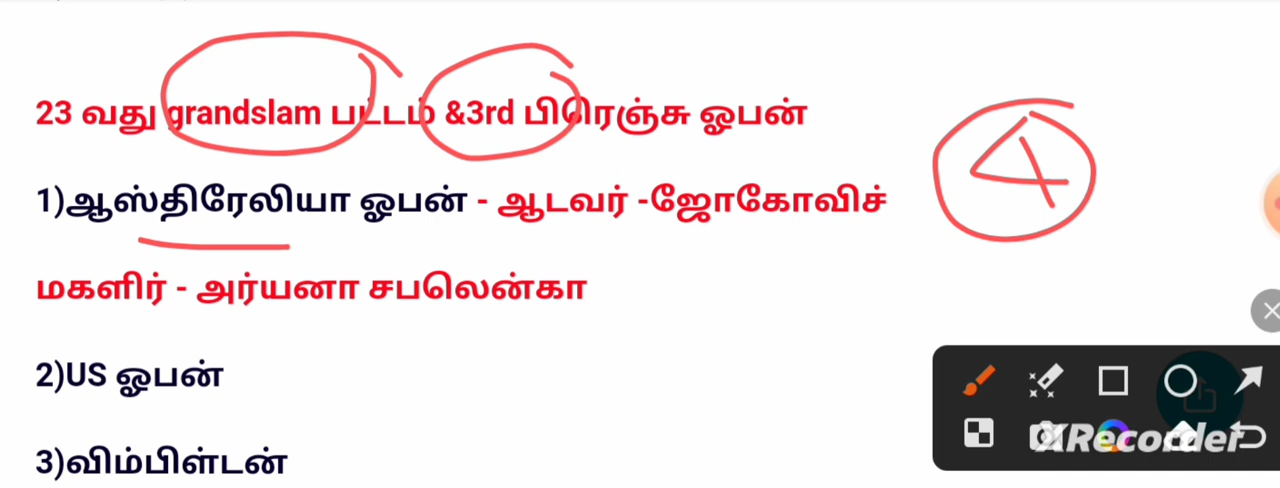 23 வது grandslam பட்டம் &3rd பிரெஞ்சு ஓபன்
1)ஆஸ்திரேலியா ஓபன் - ஆடவர் -ஜோகோவிச்
4
மகளிர் - அர்யனா சபலென்கா
2)US ஓபன்
3)விம்பிள்டன்
XRecorder